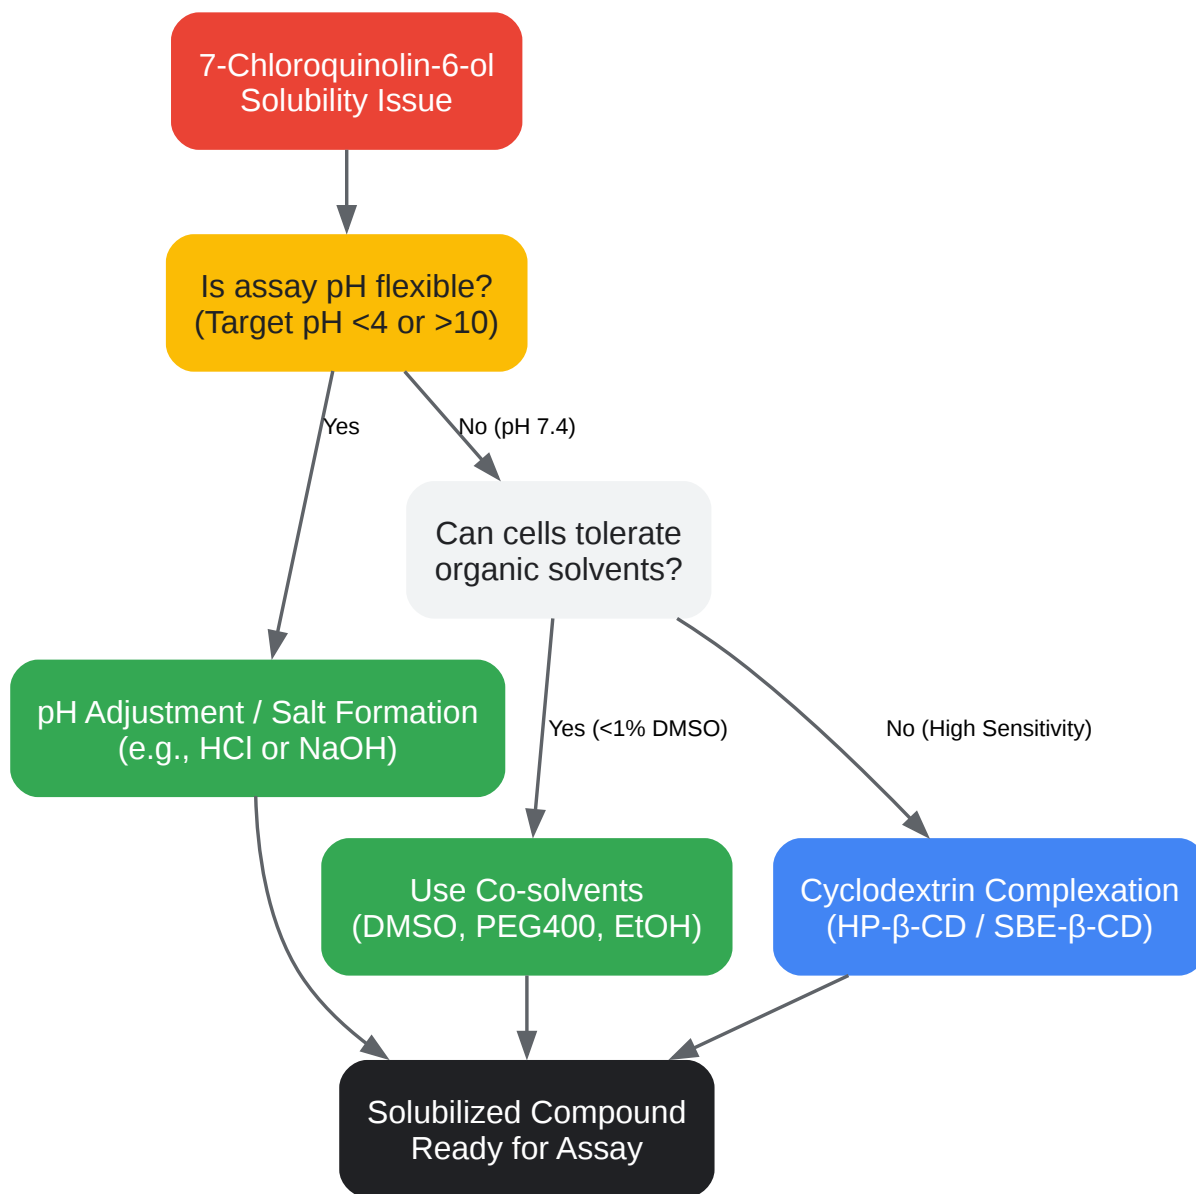 7-Chloroquinolin-6-ol
Solubility Issue
Is assay pH flexible?
(Target pH <4 or >10)
Yes
No (pH 7.4)
Can cells tolerate
organic solvents?
pH Adjustment / Salt Formation
(e.g., HCl or NaOH)
Yes (<1% DMSO)
No (High Sensitivity)
Use Co-solvents
(DMSO, PEG400, EtOH)
Cyclodextrin Complexation
(HP-β-CD / SBE-β-CD)
Solubilized Compound
Ready for Assay